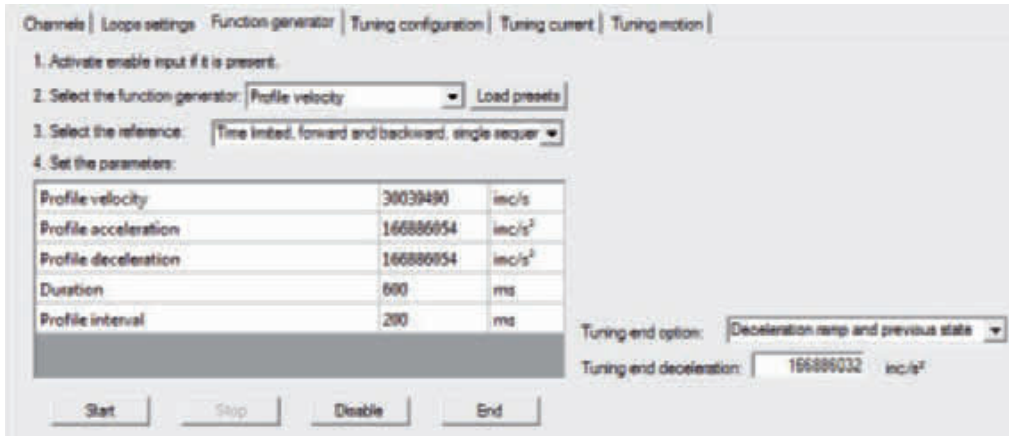 Channels Loops settings Function generator Tuning configuration Tuning current Tuning motion
1. Activate enable input if it is present.
2. Select the function generator: Profile velocity Load presets
3. Select the reference: Time limited, forward and backward, single sequer
4. Set the parameters:
Profile velocity 30039490 inc/s
Profile acceleration 166886054 inc/s²
Profile deceleration 166886054 inc/s²
Duration 600 ms
Profile interval 200 ms
Tuning end option: Deceleration ramp and previous state
Tuning end deceleration: 166886032 inc/s²
Start Stop Disable End